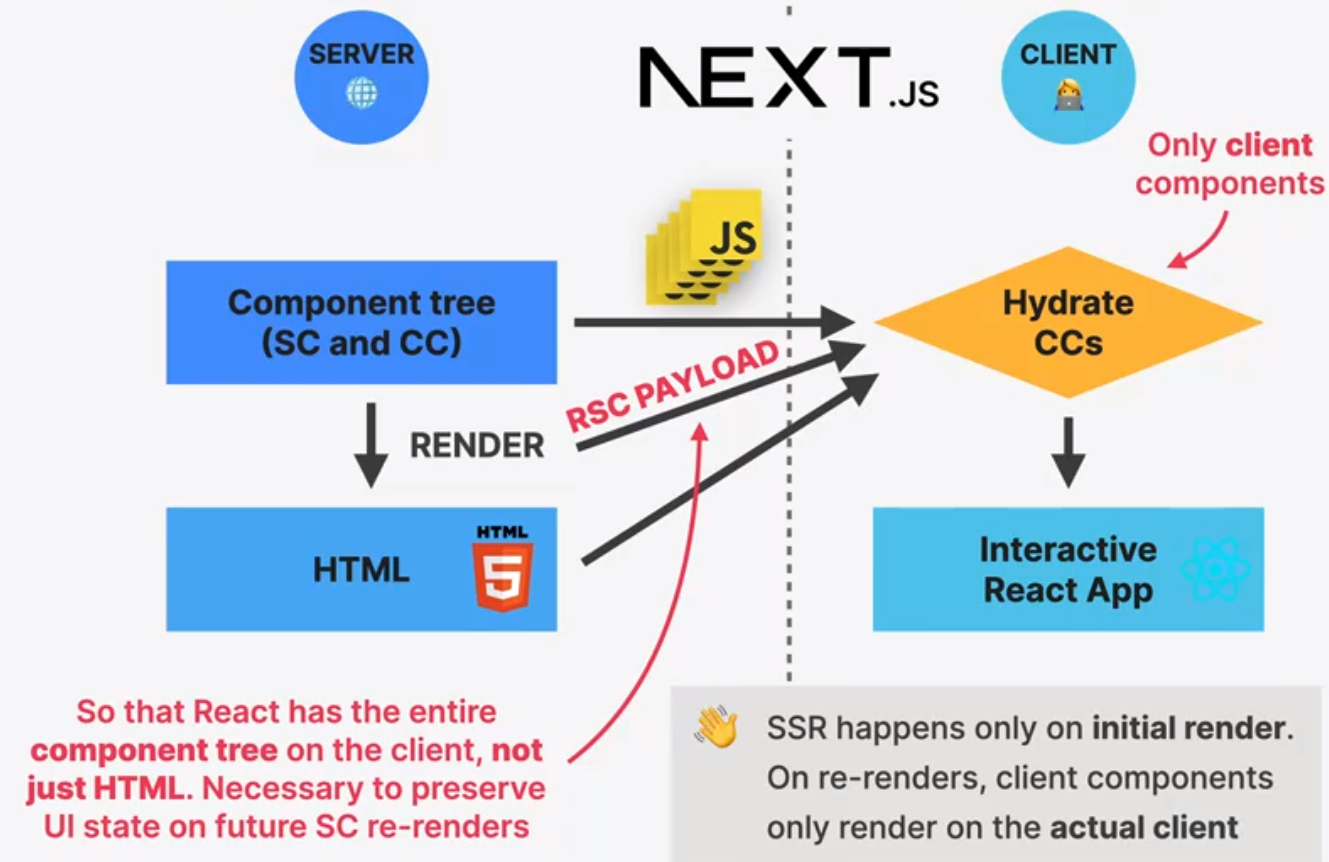 SERVER
NEXT.JS
CLIENT
Only client
components
JS
Component tree
(SC and CC)
Hydrate
CCs
RSC PAYLOAD
RENDER
HTML
HTML
5
Interactive
React App
So that React has the entire
component tree on the client, not
just HTML. Necessary to preserve
UI state on future SC re-renders
SSR happens only on initial render.
On re-renders, client components
only render on the actual client